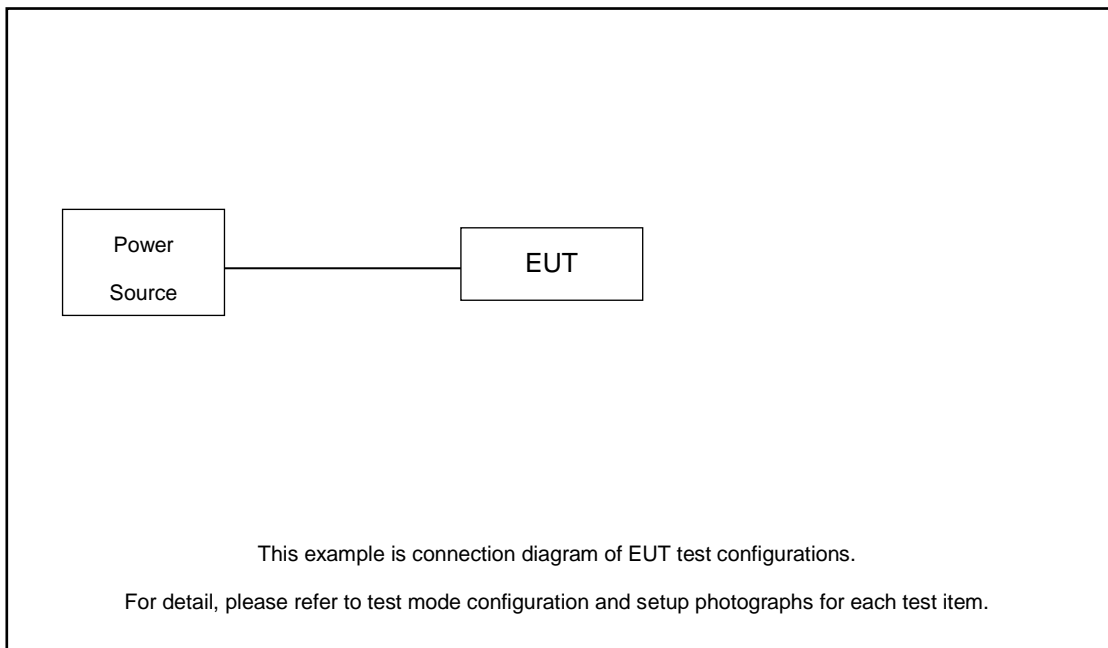 Power
Source
EUT
This example is connection diagram of EUT test configurations.
For detail, please refer to test mode configuration and setup photographs for each test item.